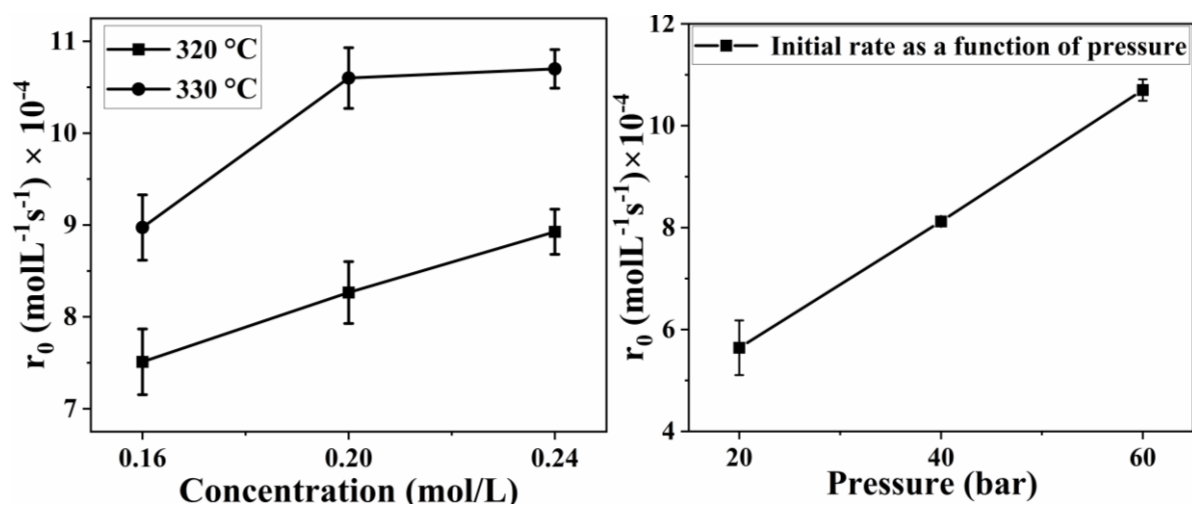 320 °C
330 °C
11
10
9
8
7
r₀ (molL⁻¹s⁻¹) × 10⁻⁴
0.16 0.20 0.24
Concentration (mol/L)
Initial rate as a function of pressure
12
10
8
6
4
r₀ (molL⁻¹s⁻¹)×10⁻⁴
20 40 60
Pressure (bar)